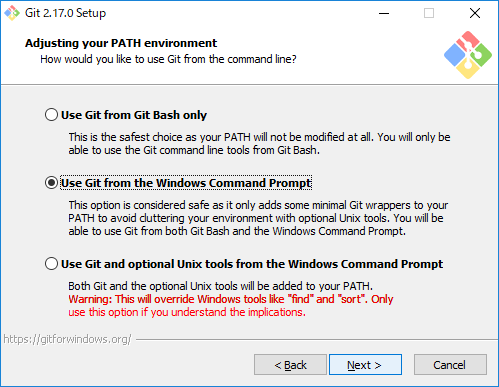 Git 2.17.0 Setup
Adjusting your PATH environment
How would you like to use Git from the command line?
Use Git from Git Bash only
This is the safest choice as your PATH will not be modified at all. You will only be
able to use the Git command line tools from Git Bash.
Use Git from the Windows Command Prompt
This option is considered safe as it only adds some minimal Git wrappers to your
PATH to avoid cluttering your environment with optional Unix tools. You will be
able to use Git from both Git Bash and the Windows Command Prompt.
Use Git and optional Unix tools from the Windows Command Prompt
Both Git and the optional Unix tools will be added to your PATH.
Warning: This will override Windows tools like "find" and "sort". Only
use this option if you understand the implications.
https://gitforwindows.org/
< Back Next > Cancel